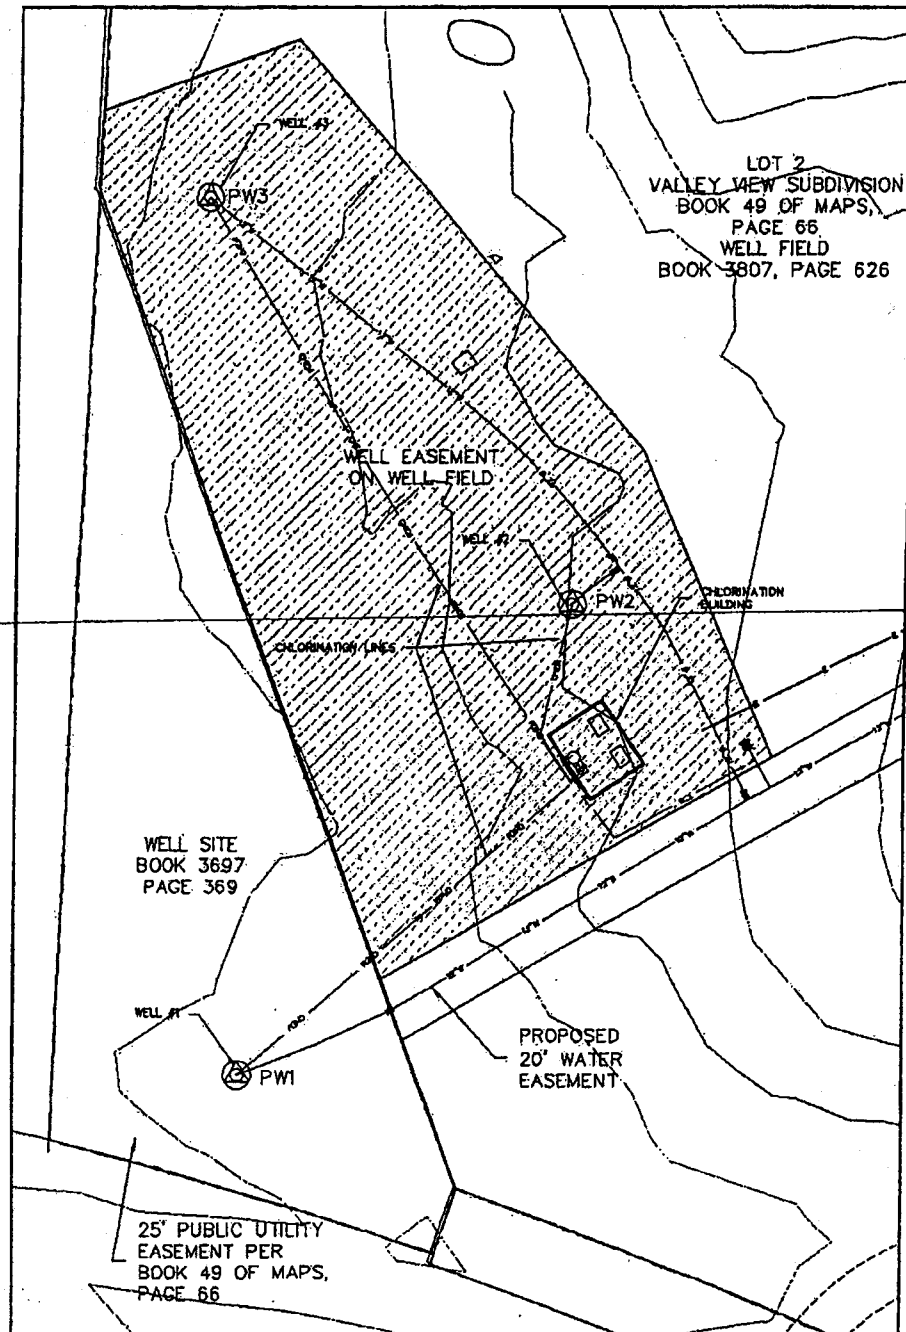 WELL #3
PW3
LOT 2
VALLEY VIEW SUBDIVISION
BOOK 49 OF MAPS,
PAGE 66
WELL FIELD
BOOK 3807, PAGE 626
WELL EASEMENT
ON WELL FIELD
WELL #2
PW2
CHLORINATION
BUILDING
CHLORINATION LINES
WELL SITE
BOOK 3697
PAGE 369
WELL #1
PW1
PROPOSED
20' WATER
EASEMENT
25' PUBLIC UTILITY
EASEMENT PER
BOOK 49 OF MAPS,
PAGE 66